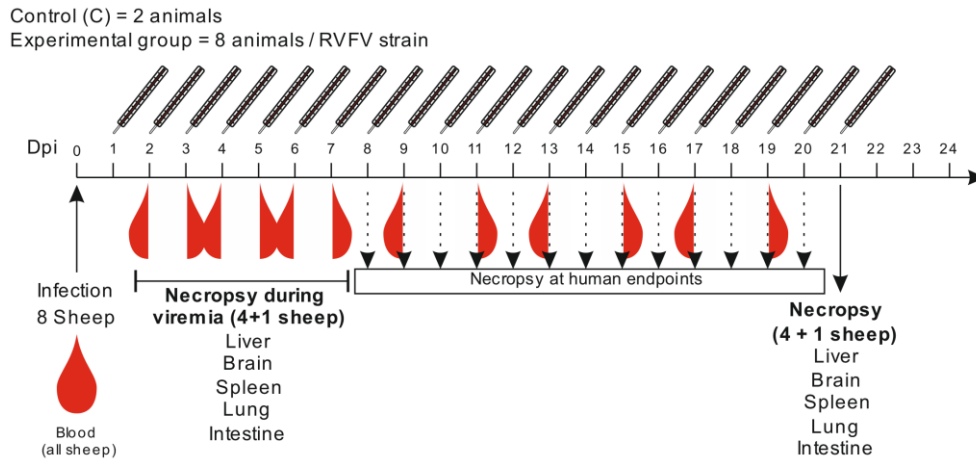 Control (C) = 2 animals
Experimental group = 8 animals / RVFV strain
Dpi 0 1 2 3 4 5 6 7 8 9 10 11 12 13 14 15 16 17 18 19 20 21 22 23 24
Necropsy at human endpoints
Infection
8 Sheep
Blood
(all sheep)
Necropsy during
viremia (4+1 sheep)
Liver
Brain
Spleen
Lung
Intestine
Necropsy
(4 + 1 sheep)
Liver
Brain
Spleen
Lung
Intestine